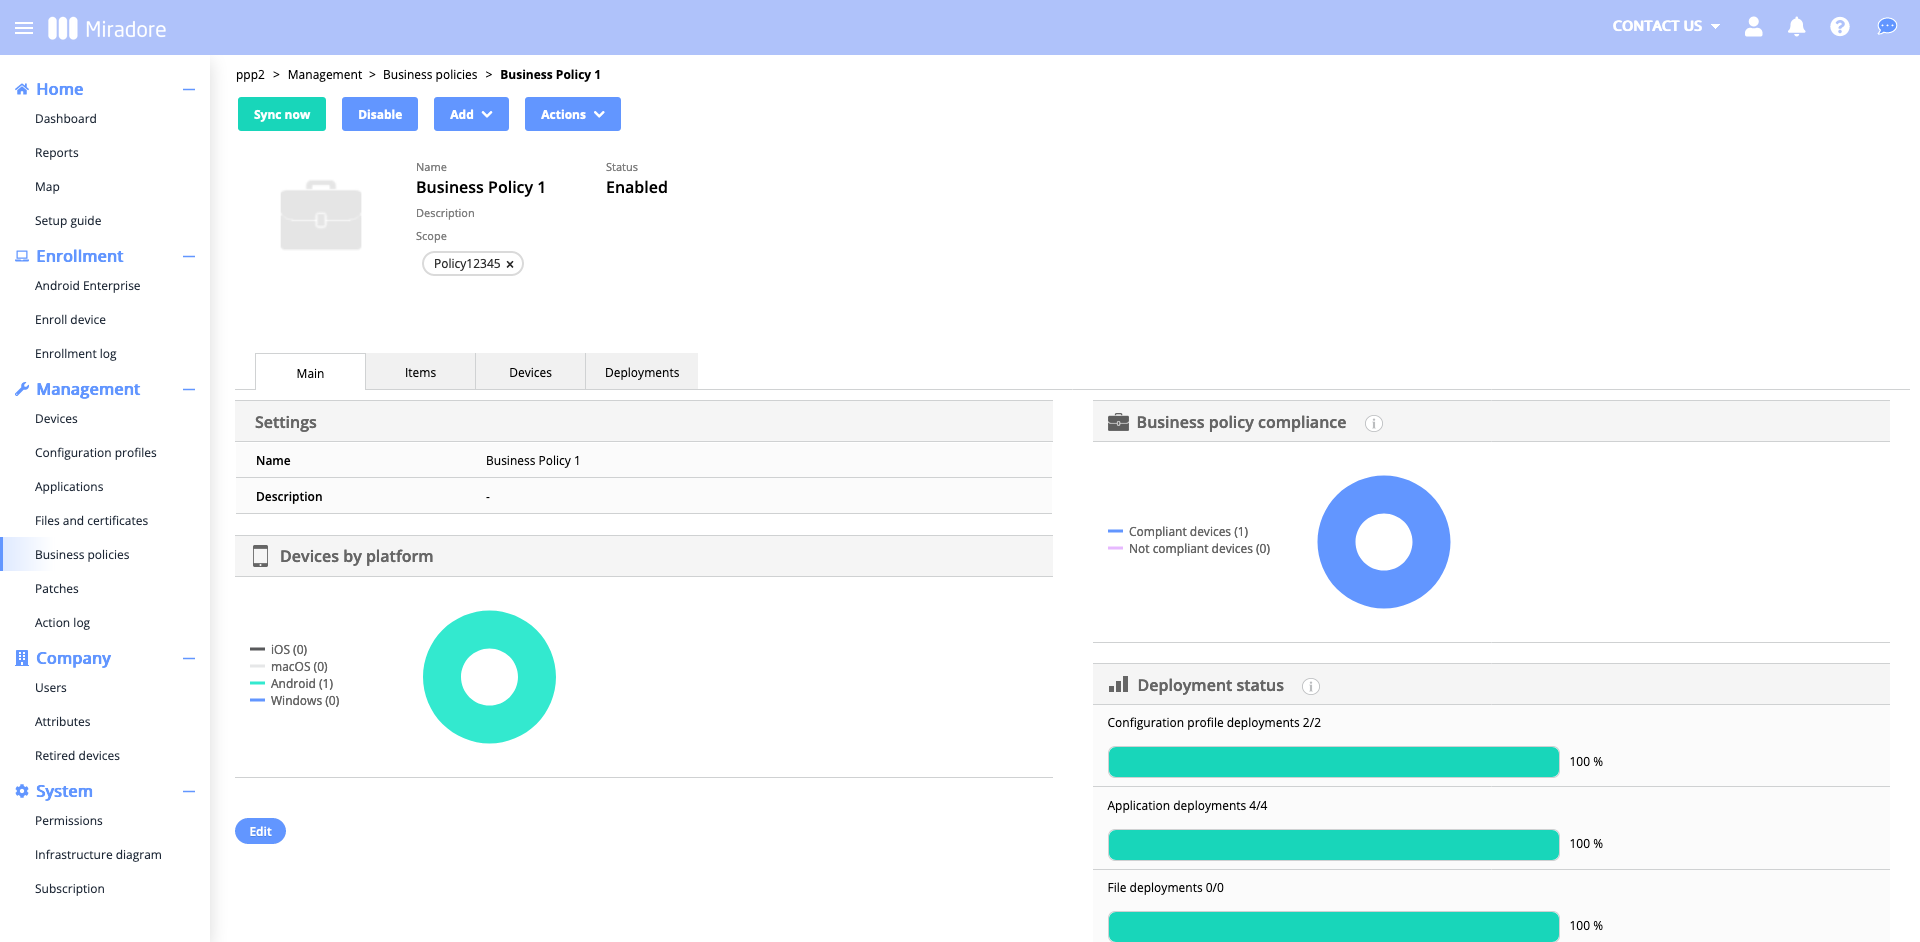 Miradore
CONTACT US
Home
Dashboard
Reports
Map
Setup guide
Enrollment
Android Enterprise
Enroll device
Enrollment log
Management
Devices
Configuration profiles
Applications
Files and certificates
Business policies
Patches
Action log
Company
Users
Attributes
Retired devices
System
Permissions
Infrastructure diagram
Subscription
ppp2 > Management > Business policies > Business Policy 1
Sync now Disable Add Actions
Name Status
Business Policy 1 Enabled
Description
Scope
Policy12345 ×
Main Items Devices Deployments
Settings
Name Business Policy 1
Description -
Devices by platform
iOS (0)
macOS (0)
Android (1)
Windows (0)
Edit
Business policy compliance i
Compliant devices (1)
Not compliant devices (0)
Deployment status i
Configuration profile deployments 2/2
100 %
Application deployments 4/4
100 %
File deployments 0/0
100 %